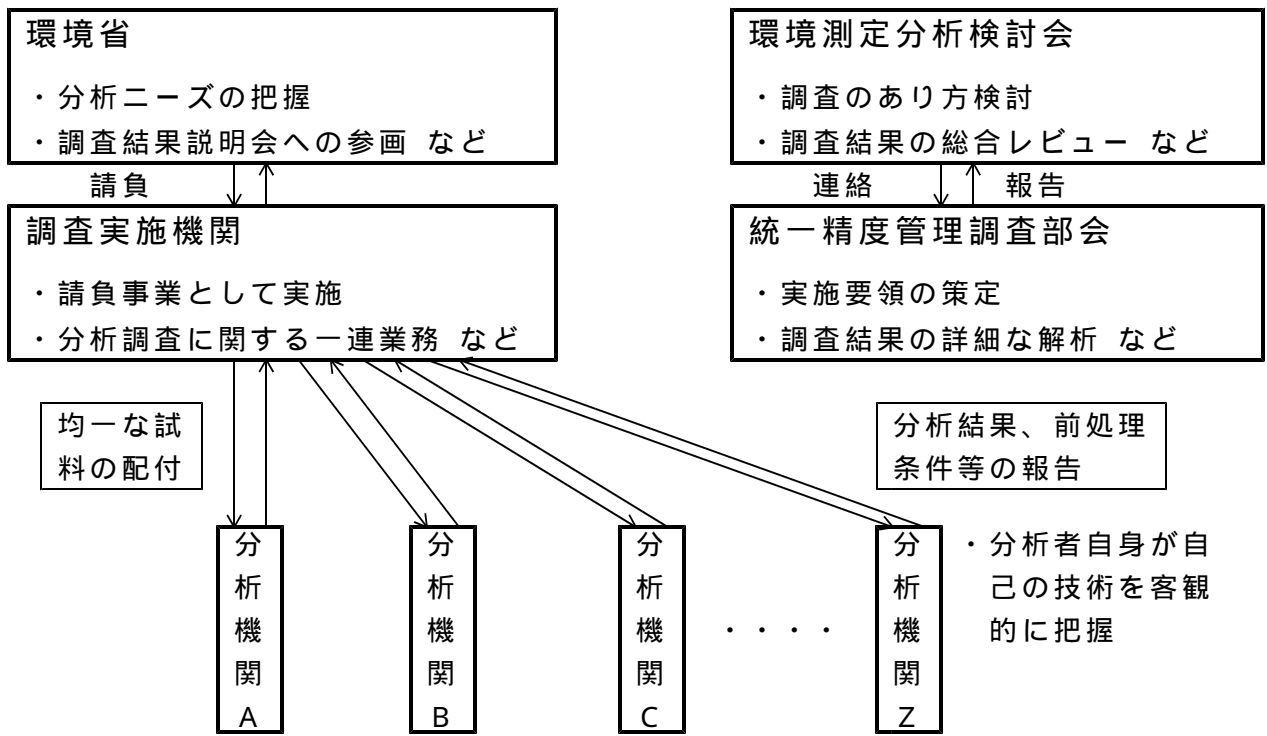 環境省
・分析ニーズの把握
・調査結果説明会への参画 など
環境測定分析検討会
・調査のあり方検討
・調査結果の総合レビュー など
請負
連絡
報告
調査実施機関
・請負事業として実施
・分析調査に関する一連業務 など
統一精度管理調査部会
・実施要領の策定
・調査結果の詳細な解析 など
均一な試
料の配付
分析結果、前処理
条件等の報告
分析機関A
分析機関B
分析機関C
・・・・
分析機関Z
・分析者自身が自
己の技術を客観
的に把握